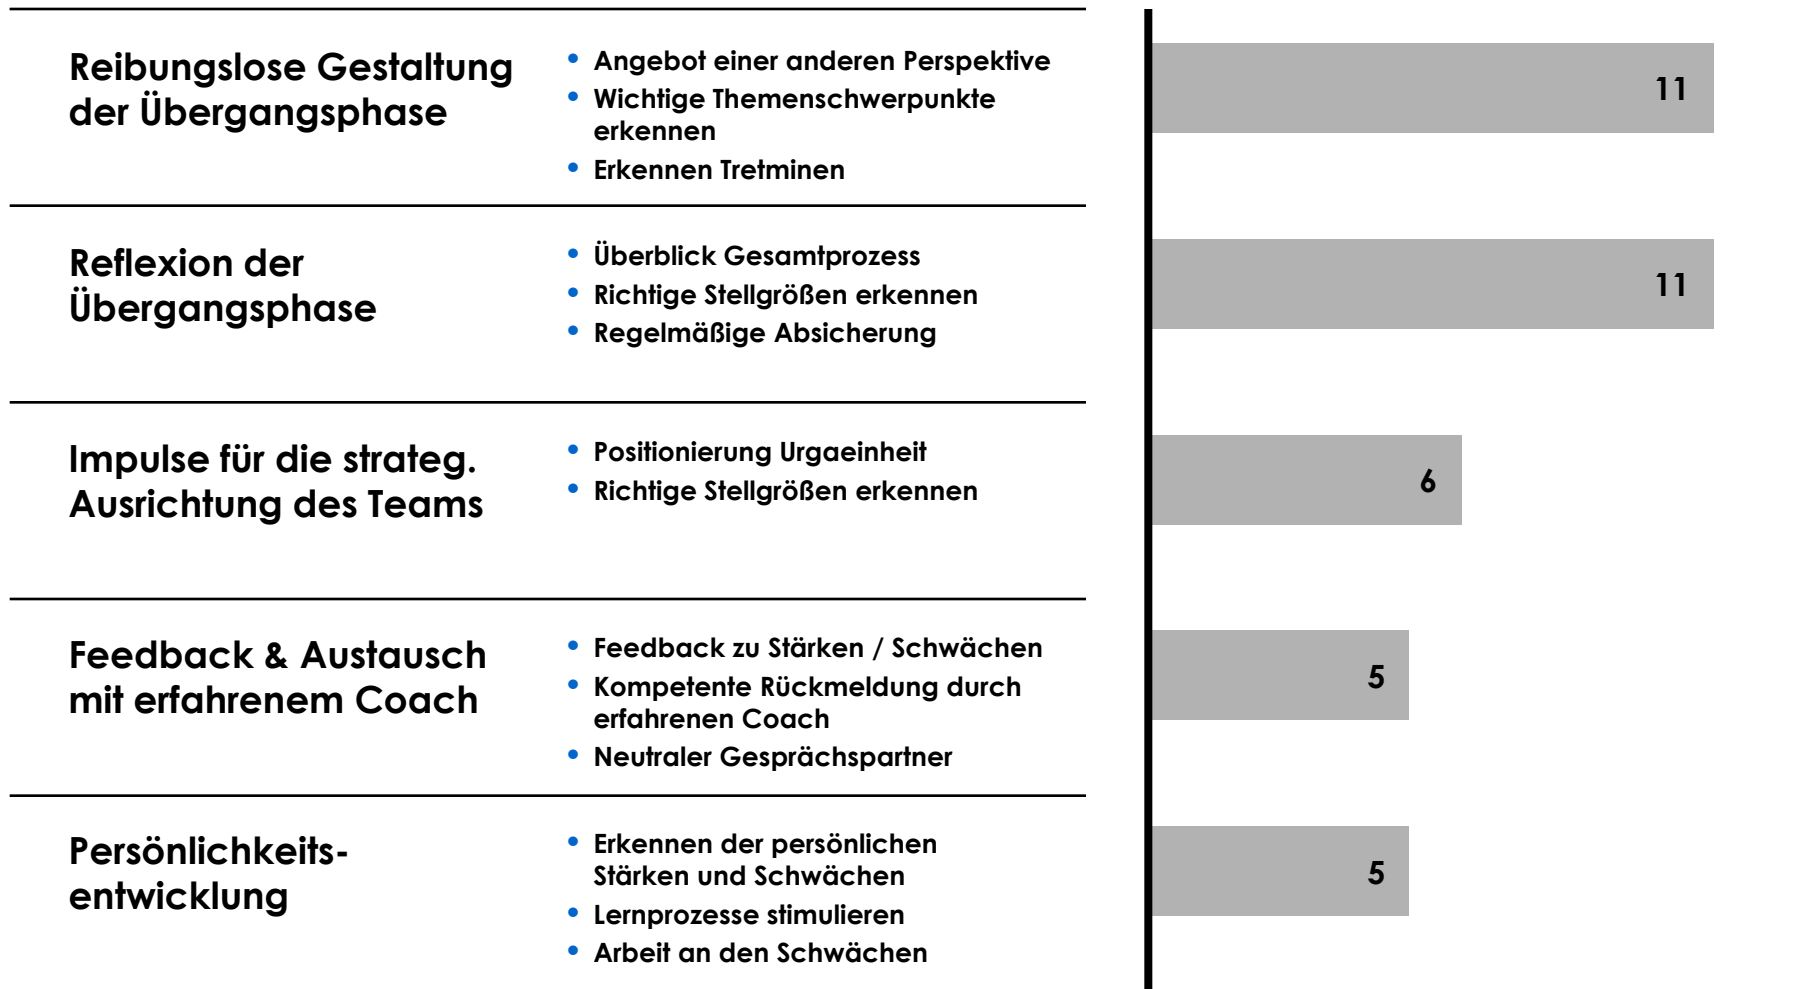 Reibungslose Gestaltung
der Übergangsphase
• Angebot einer anderen Perspektive
• Wichtige Themenschwerpunkte
erkennen
• Erkennen Tretminen
11
Reflexion der
Übergangsphase
• Überblick Gesamtprozess
• Richtige Stellgrößen erkennen
• Regelmäßige Absicherung
11
Impulse für die strateg.
Ausrichtung des Teams
• Positionierung Urgaeinheit
• Richtige Stellgrößen erkennen
6
Feedback & Austausch
mit erfahrenem Coach
• Feedback zu Stärken / Schwächen
• Kompetente Rückmeldung durch
erfahrenen Coach
• Neutraler Gesprächspartner
5
Persönlichkeits-
entwicklung
• Erkennen der persönlichen
Stärken und Schwächen
• Lernprozesse stimulieren
• Arbeit an den Schwächen
5